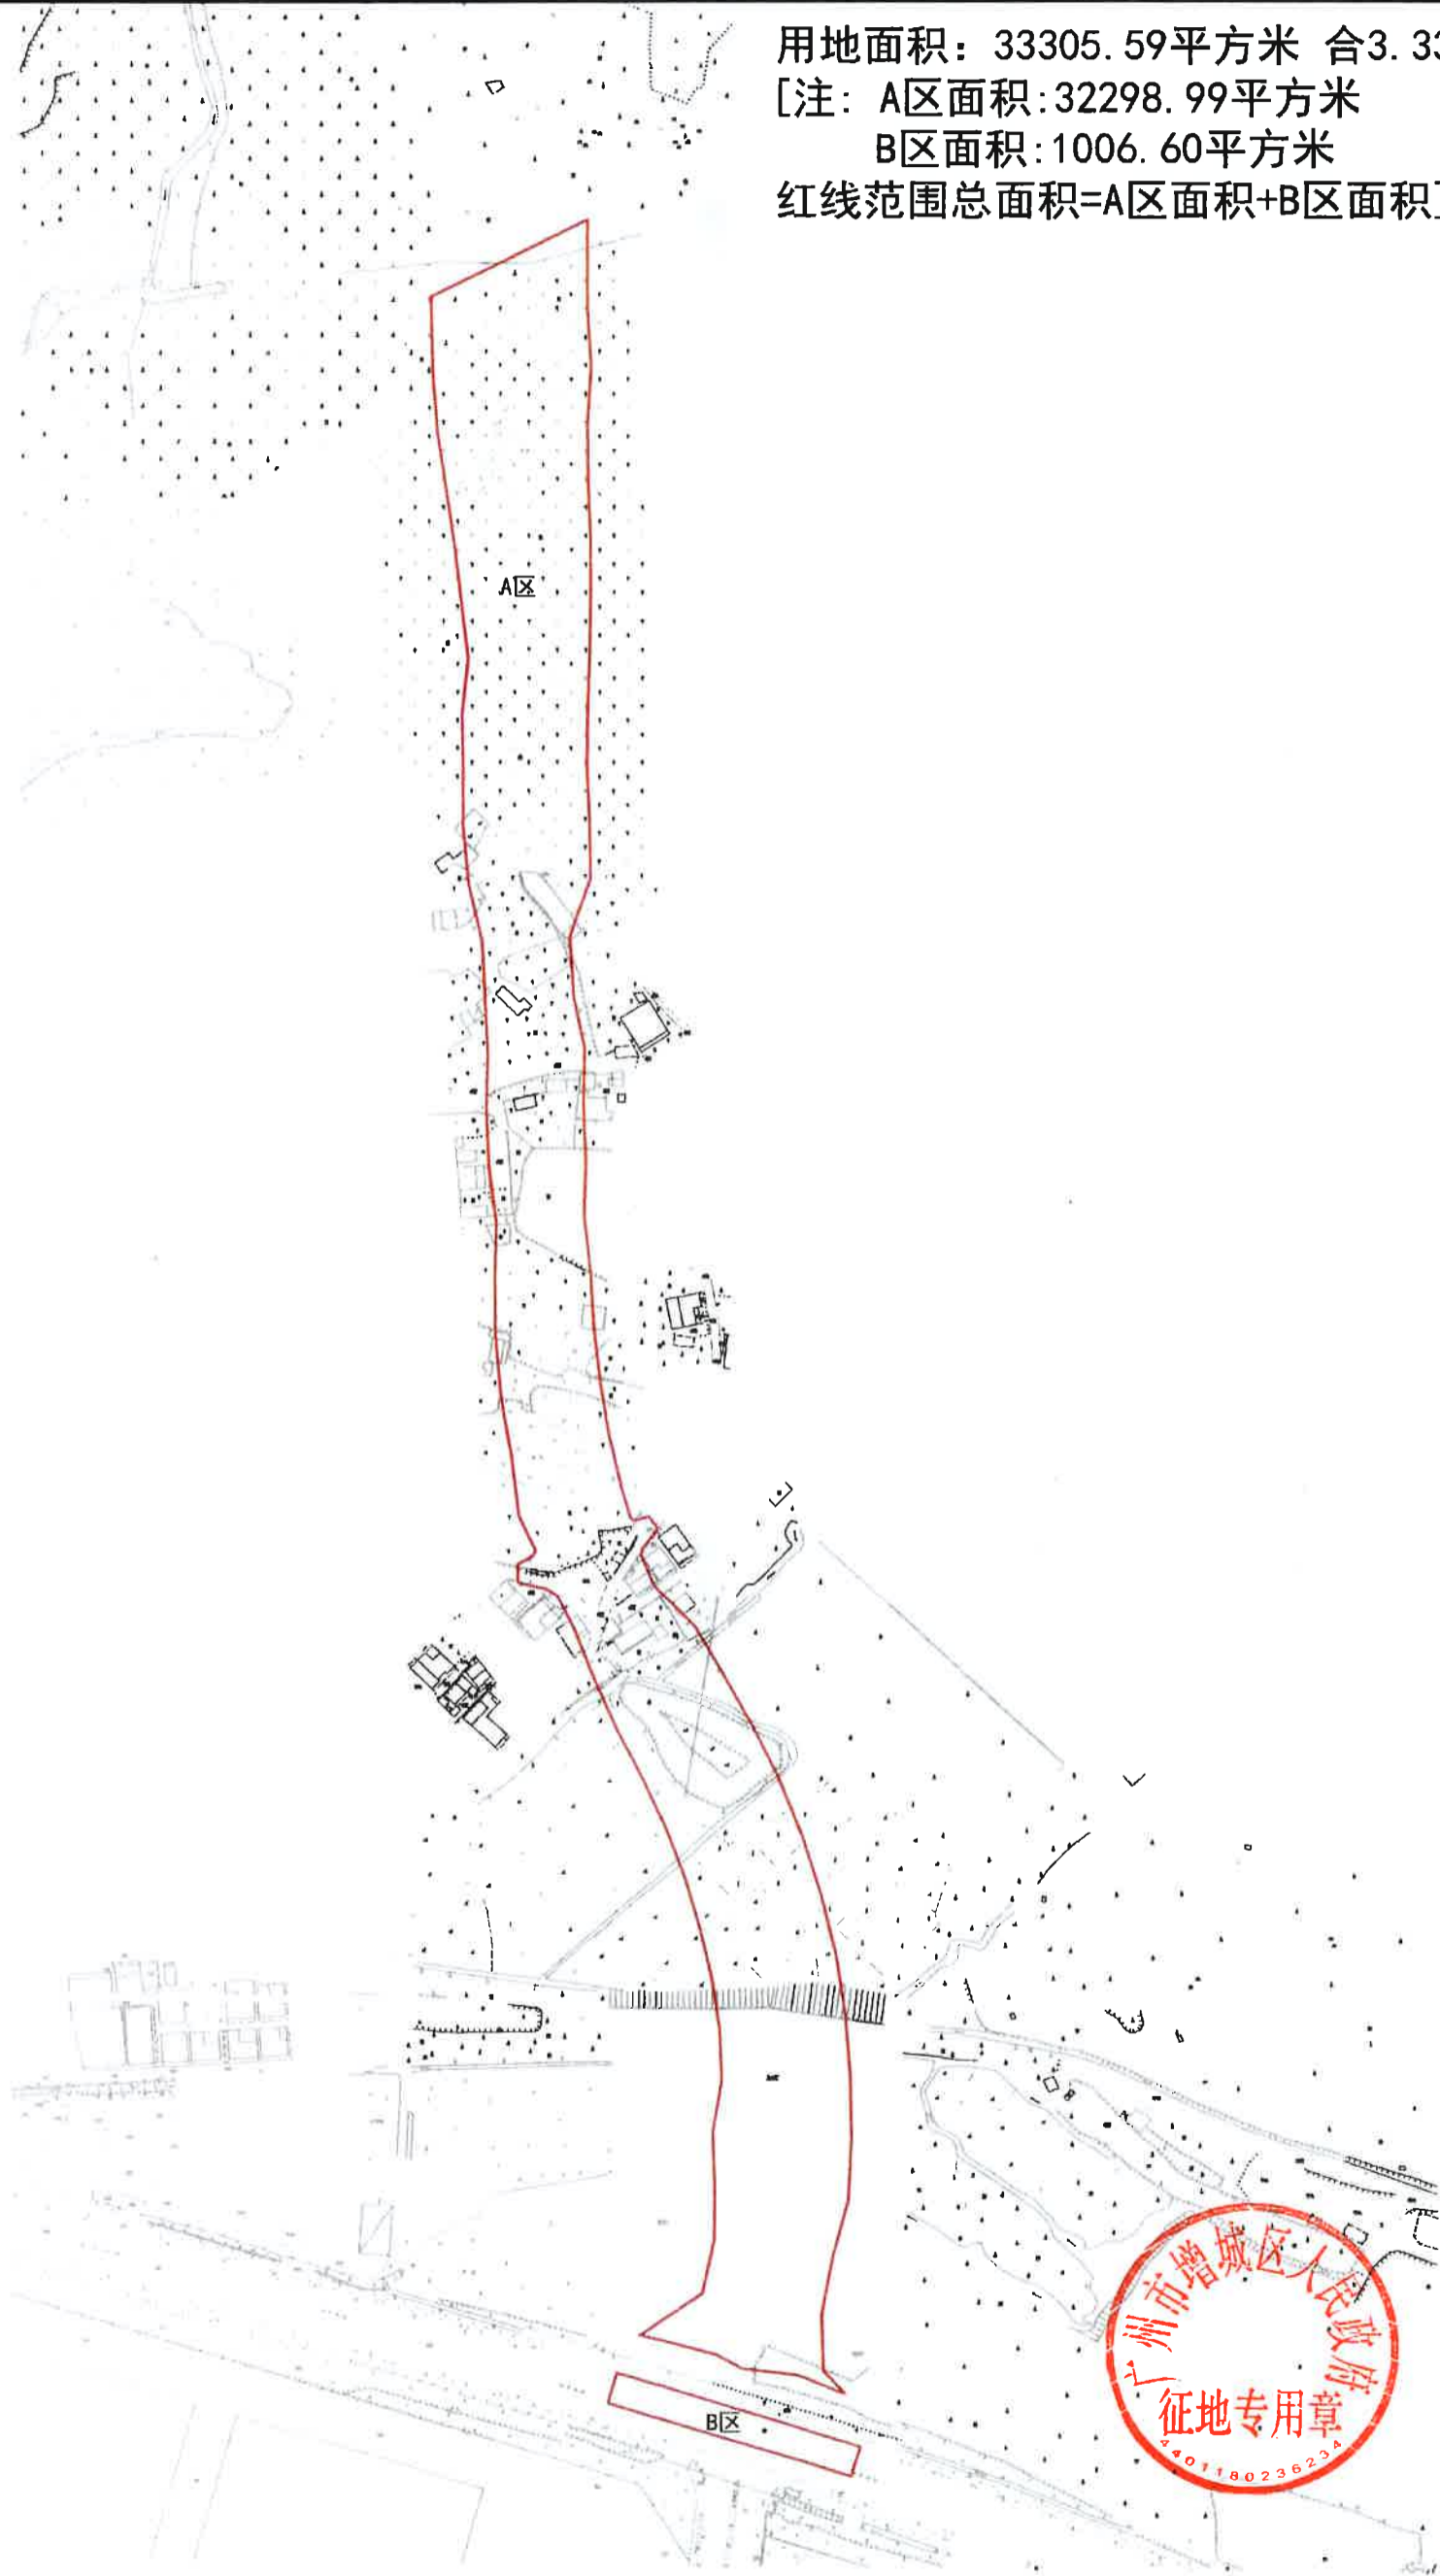 用地面积：33305.59平方米 合3.33
[注：A区面积:32298.99平方米
B区面积:1006.60平方米
红线范围总面积=A区面积+B区面积]
A区
B区
广州市增城区人民政府
征地专用章
4401180236234